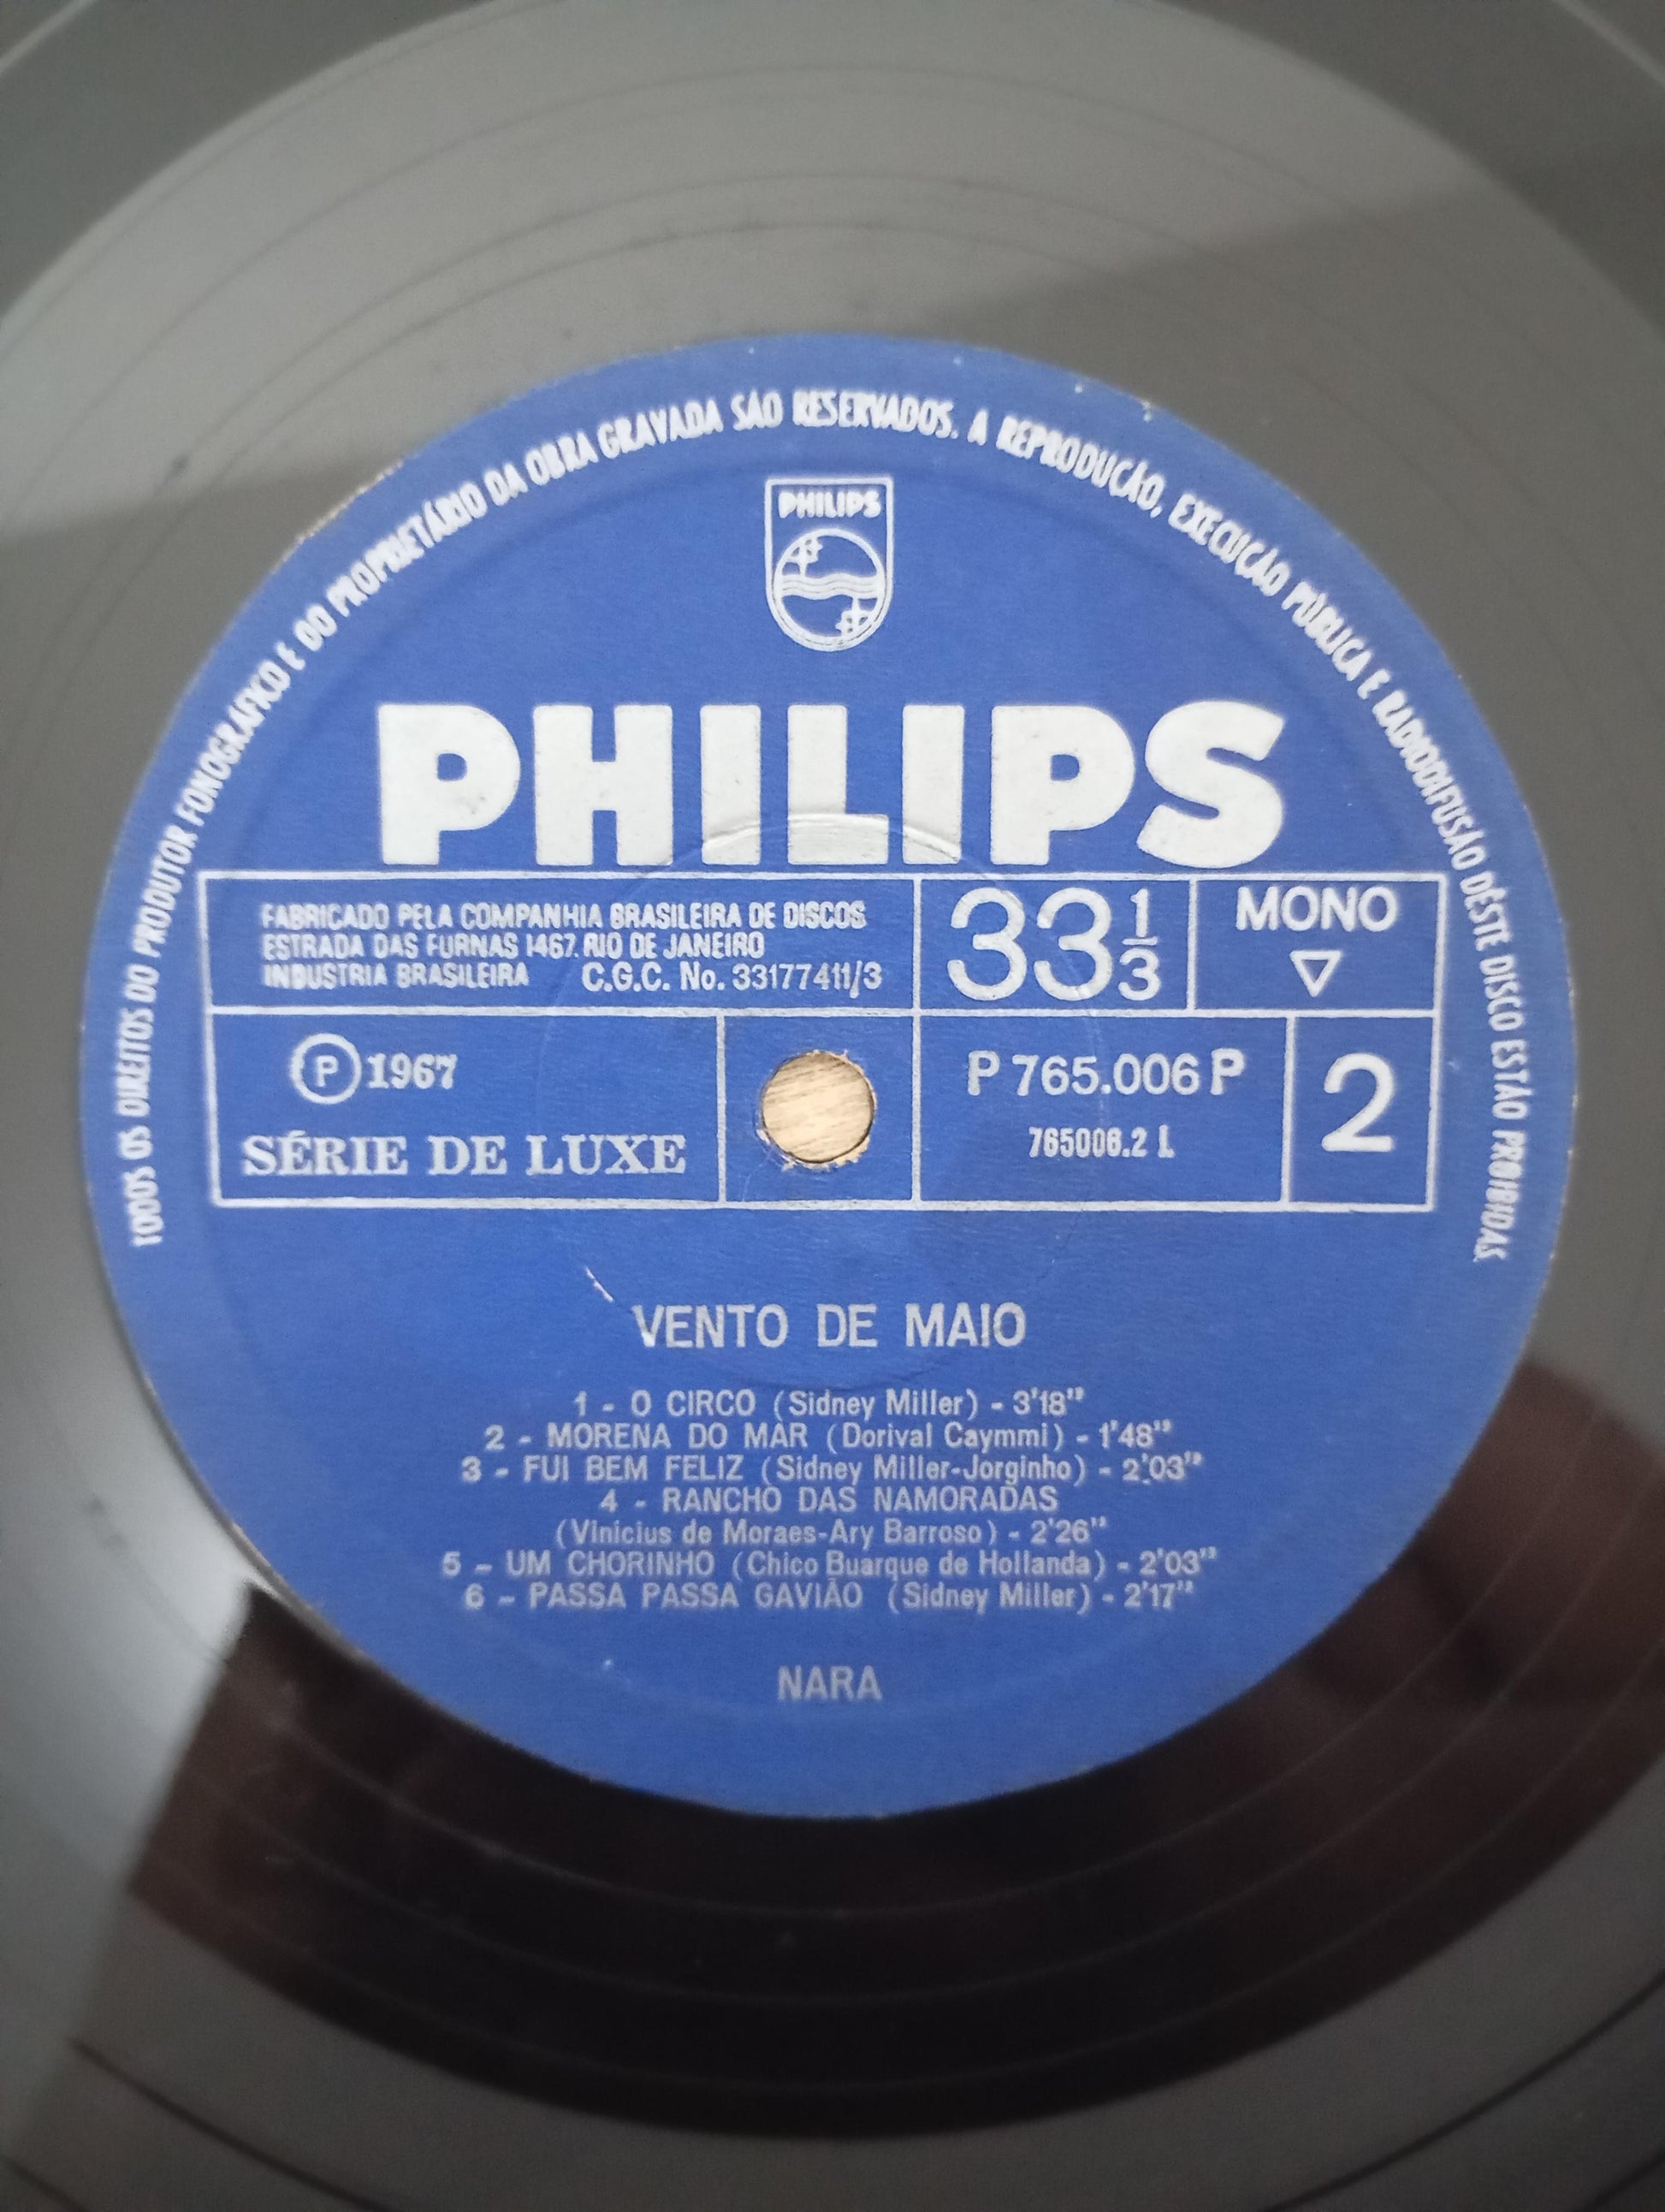 TODOS OS DIREITOS DO PRODUTOR FONOGRÁFICO E DO PROPRIETÁRIO DA OBRA GRAVADA SÃO RESERVADOS. A REPRODUÇÃO, EXECUÇÃO PÚBLICA E RADIODIFUSÃO DÊSTE DISCO ESTÃO PROIBIDAS.
PHILIPS
PHILIPS
FABRICADO PELA COMPANHIA BRASILEIRA DE DISCOS
ESTRADA DAS FURNAS 1467. RIO DE JANEIRO
INDUSTRIA BRASILEIRA C.G.C. No. 33177411/3
33 1/3
MONO
℗ 1967
SÉRIE DE LUXE
P 765.006 P
765006.2 L
2
VENTO DE MAIO
1 - O CIRCO (Sidney Miller) - 3'18"
2 - MORENA DO MAR (Dorival Caymmi) - 1'48"
3 - FUI BEM FELIZ (Sidney Miller-Jorginho) - 2'03"
4 - RANCHO DAS NAMORADAS
(Vinicius de Moraes-Ary Barroso) - 2'26"
5 - UM CHORINHO (Chico Buarque de Hollanda) - 2'03"
6 - PASSA PASSA GAVIÃO (Sidney Miller) - 2'17"
NARA